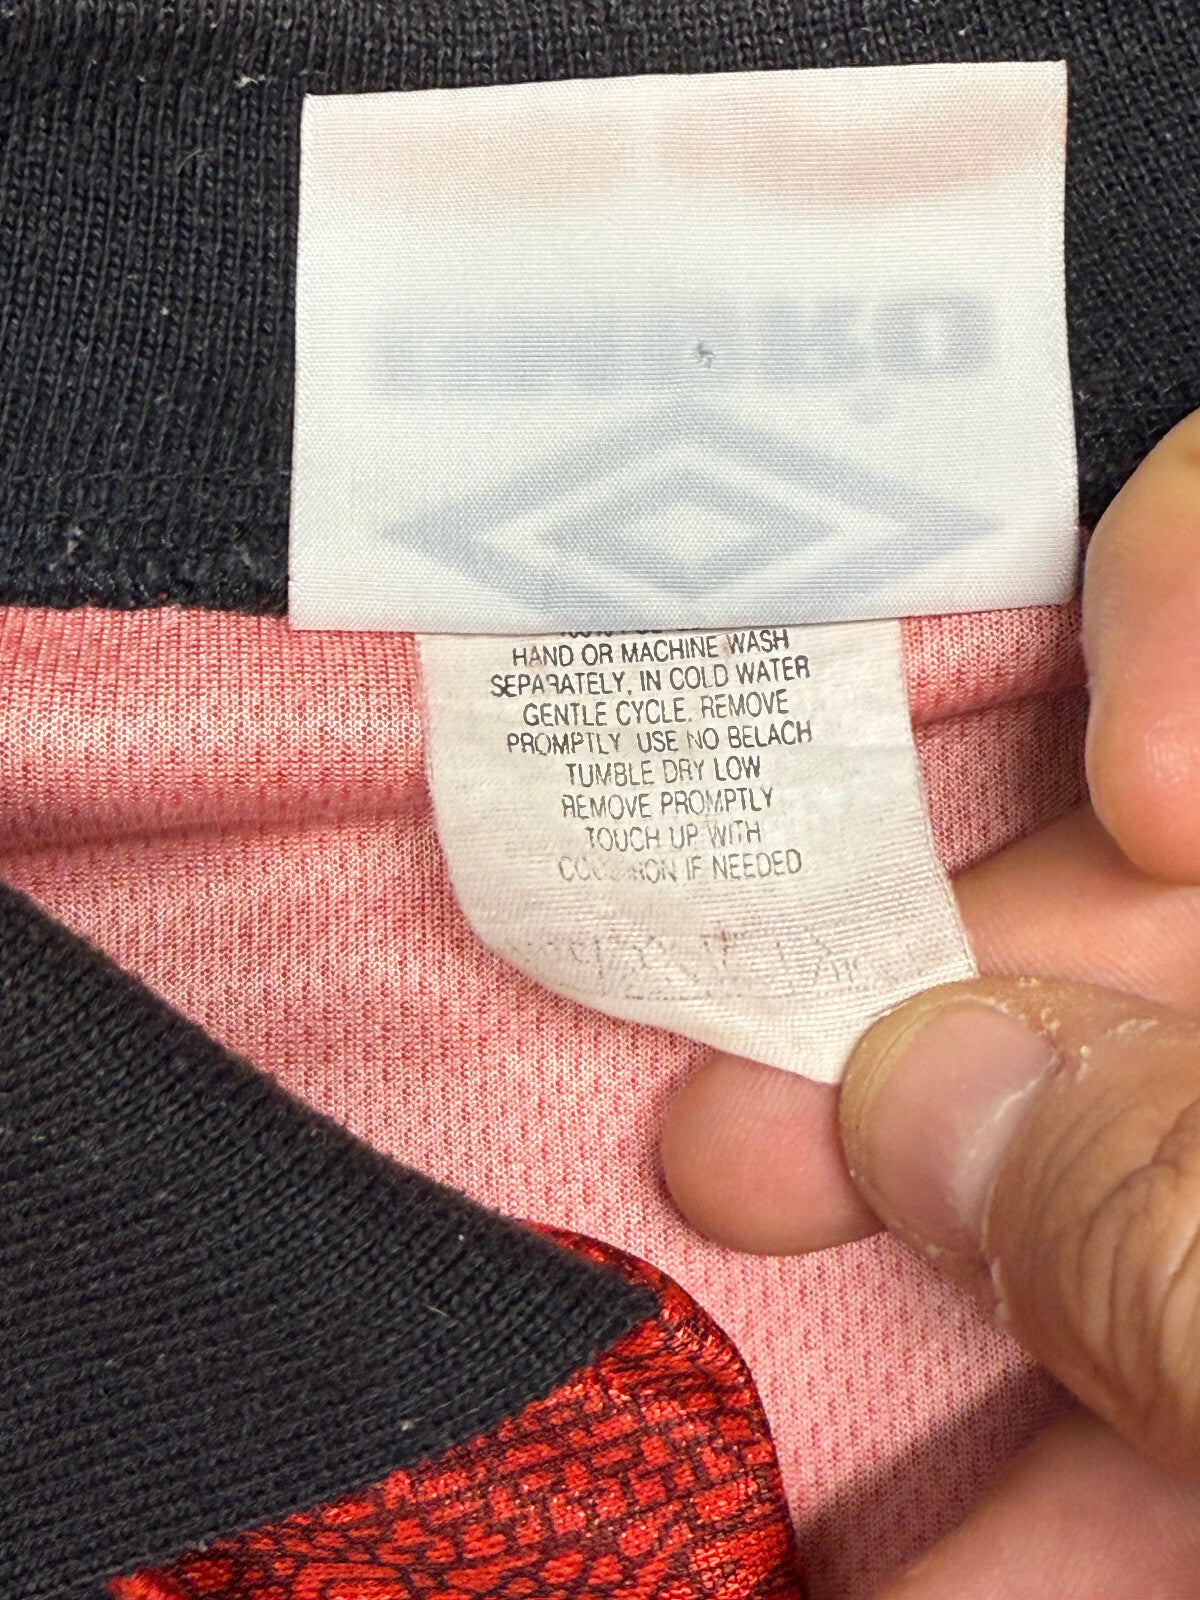 HAND OR MACHINE WASH
SEPARATELY, IN COLD WATER
GENTLE CYCLE. REMOVE
PROMPTLY USE NO BELACH
TUMBLE DRY LOW
REMOVE PROMPTLY
TOUCH UP WITH
IF NEEDED